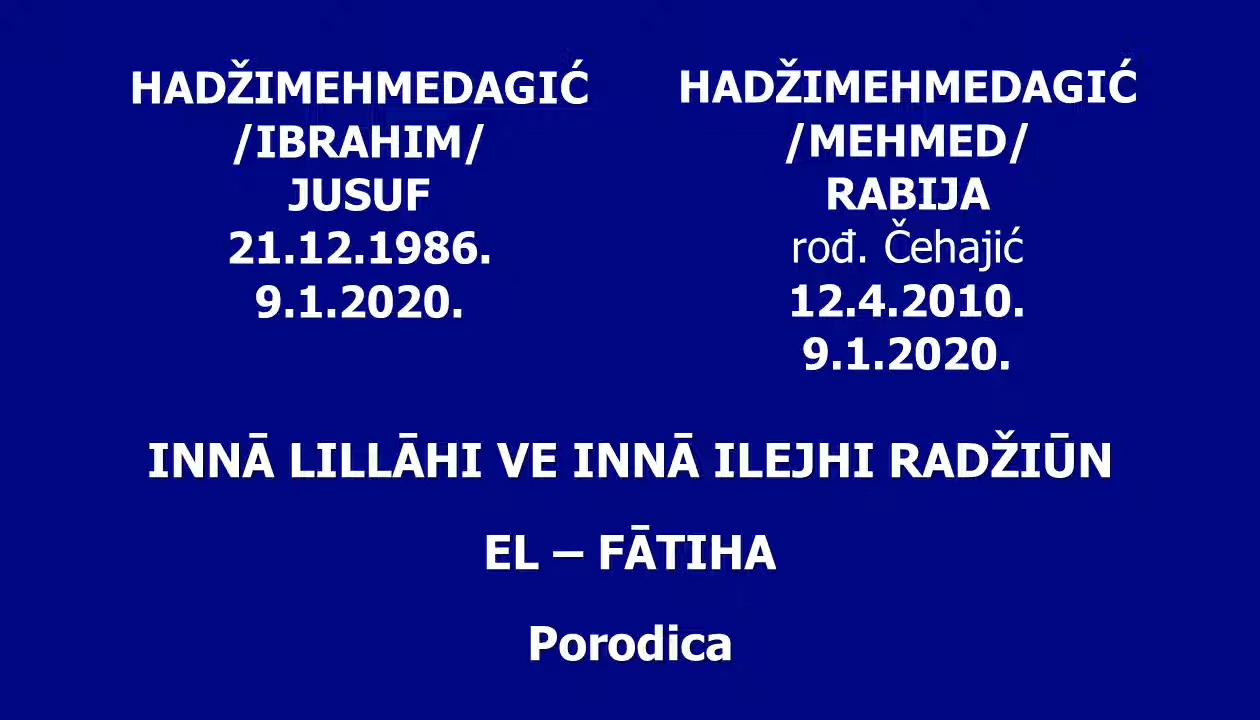 HADŽIMEHMEDAGIĆ
/IBRAHIM/
JUSUF
21.12.1986.
9.1.2020.
HADŽIMEHMEDAGIĆ
/MEHMED/
RABIJA
rođ. Čehajić
12.4.2010.
9.1.2020.
INNĀ LILLĀHI VE INNĀ ILEJHI RADŽIŪN
EL – FĀTIHA
Porodica